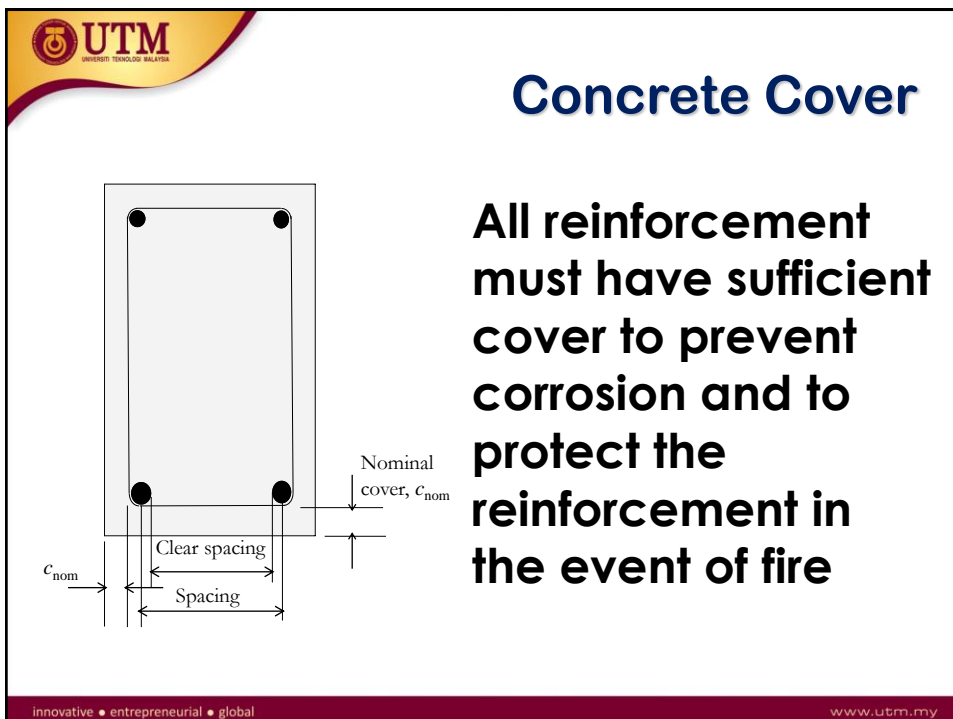 UTM
UNIVERSITI TEKNOLOGI MALAYSIA
Concrete Cover
All reinforcement
must have sufficient
cover to prevent
corrosion and to
protect the
reinforcement in
the event of fire
Nominal
cover, cnom
Clear spacing
cnom
Spacing
innovative ● entrepreneurial ● global
www.utm.my